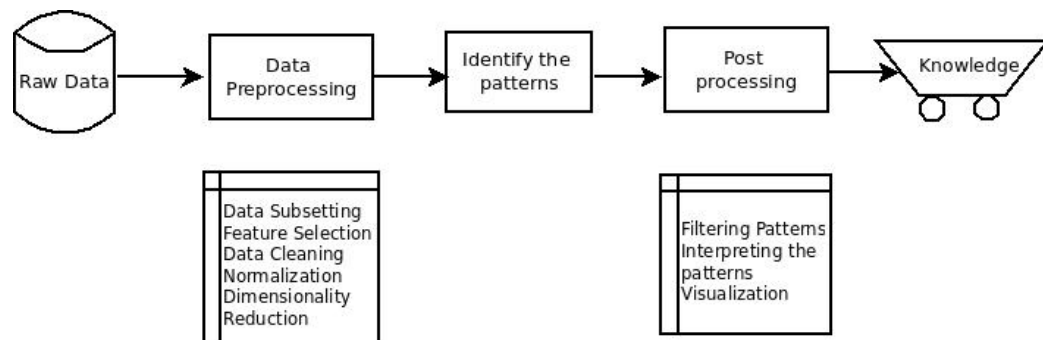 Raw Data
Data
Preprocessing
Identify the
patterns
Post
processing
Knowledge
Data Subsetting
Feature Selection
Data Cleaning
Normalization
Dimensionality
Reduction
Filtering Patterns
Interpreting the
patterns
Visualization